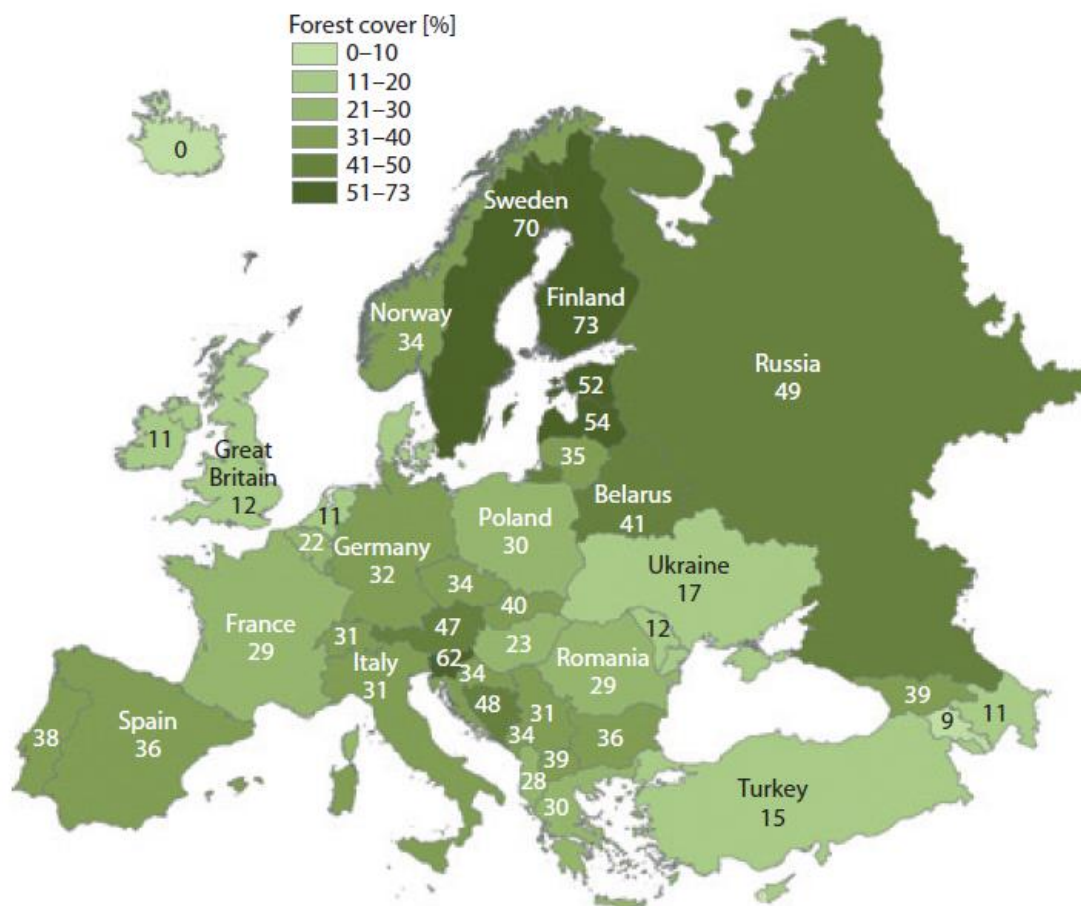 Forest cover [%]
0–10
11–20
21–30
31–40
41–50
51–73
0
Sweden
70
Finland
73
Norway
34
Russia
49
52
54
35
11
Great
Britain
12
Belarus
41
11
22
Germany
32
Poland
30
Ukraine
17
34
40
France
29
47
23
12
31
62
34
Romania
29
Italy
31
48
31
34
39
36
39
9
11
Spain
36
38
28
30
Turkey
15